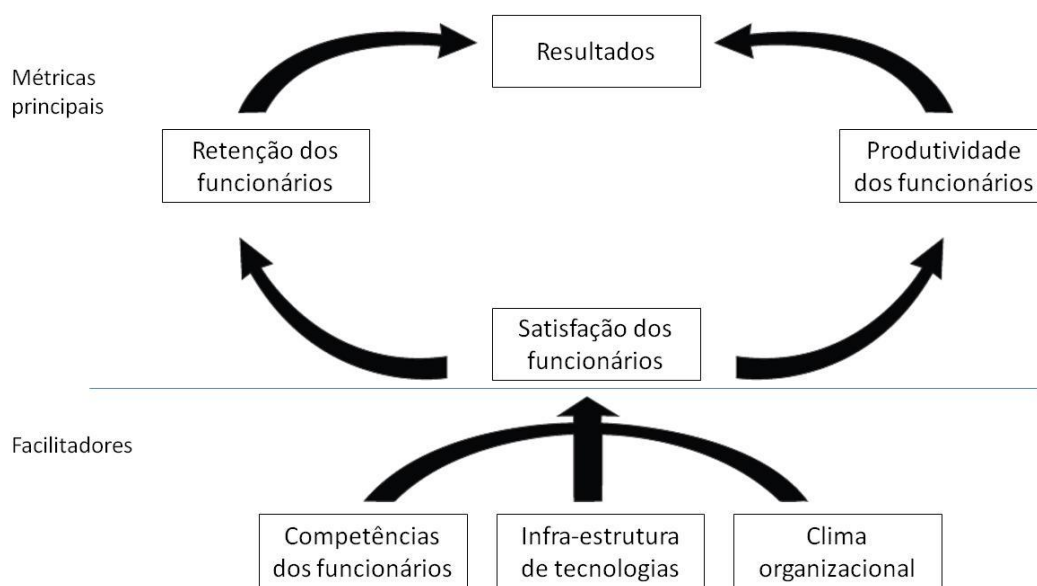 Resultados
Métricas
principais
Retenção dos
funcionários
Produtividade
dos funcionários
Satisfação dos
funcionários
Facilitadores
Competências
dos funcionários
Infra-estrutura
de tecnologias
Clima
organizacional